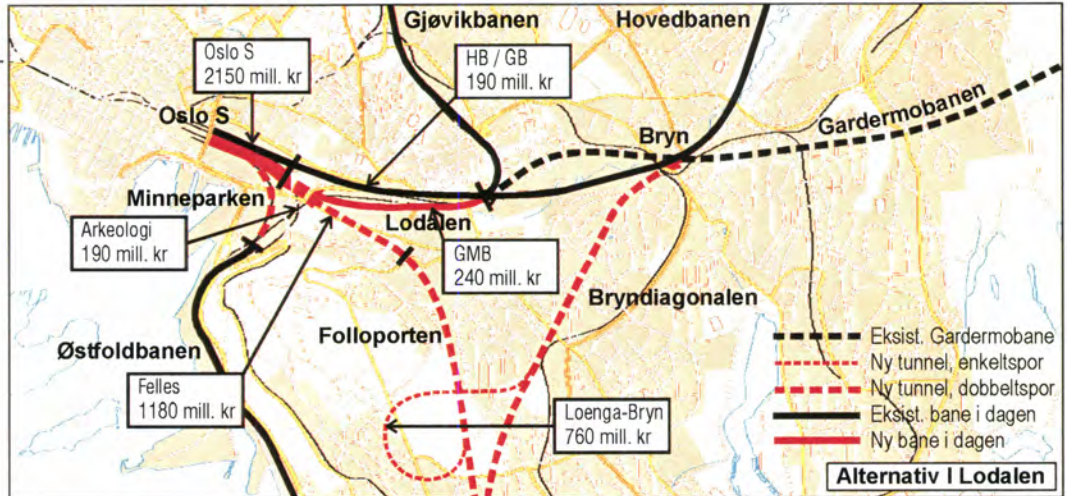 Gjøvikbanen
Hovedbanen
Oslo S
2150 mill. kr
HB / GB
190 mill. kr
Oslo S
Bryn
Gardermobanen
Minneparken
Lodalen
Arkeologi
190 mill. kr
GMB
240 mill. kr
Bryndiagonalen
Folloporten
Østfoldbanen
Felles
1180 mill. kr
Loenga-Bryn
760 mill. kr
Eksist. Gardermobane
Ny tunnel, enkeltspor
Ny tunnel, dobbeltspor
Eksist. bane i dagen
Ny bane i dagen
Alternativ I Lodalen